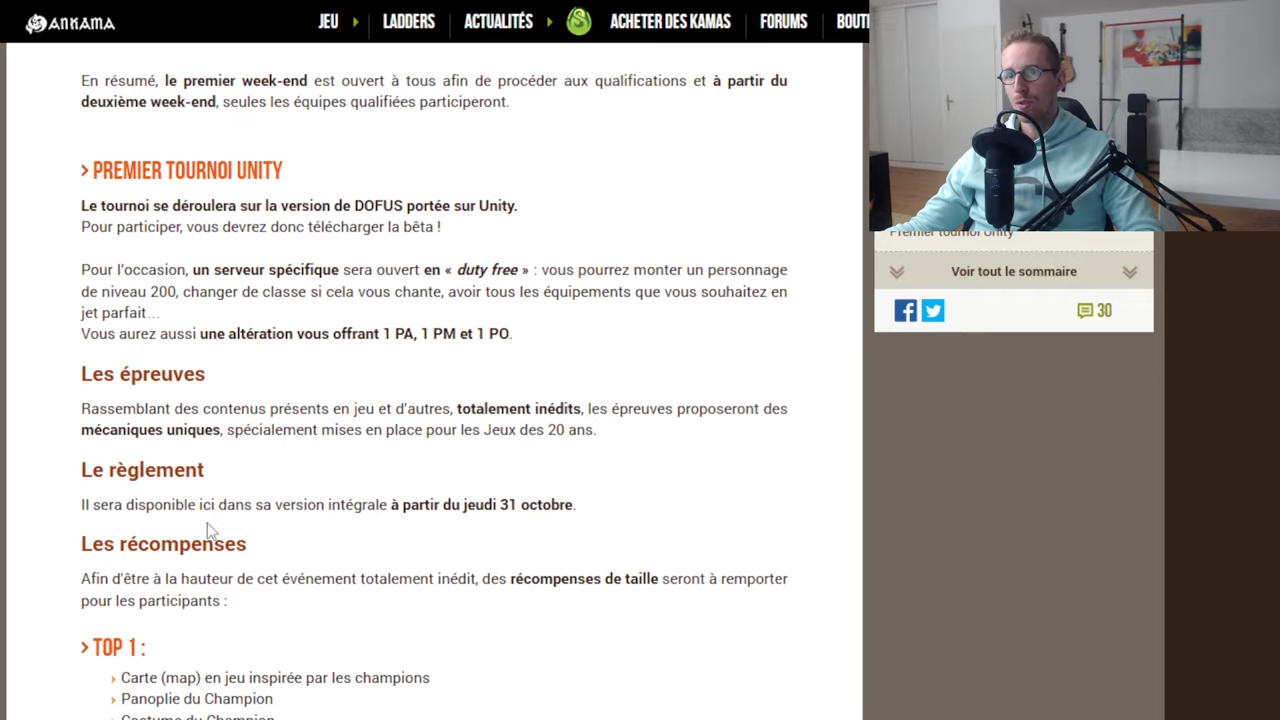 ANKAMA
JEU
LADDERS
ACTUALITÉS
ACHETER DES KAMAS
FORUMS
En résumé, le premier week-end est ouvert à tous afin de procéder aux qualifications et à partir du
deuxième week-end, seules les équipes qualifiées participeront.
> PREMIER TOURNOI UNITY
Le tournoi se déroulera sur la version de DOFUS portée sur Unity.
Pour participer, vous devrez donc télécharger la bêta !
Pour l'occasion, un serveur spécifique sera ouvert en « duty free » : vous pourrez monter un personnage
de niveau 200, changer de classe si cela vous chante, avoir tous les équipements que vous souhaitez en
jet parfait…
Vous aurez aussi une altération vous offrant 1 PA, 1 PM et 1 PO.
Les épreuves
Rassemblant des contenus présents en jeu et d'autres, totalement inédits, les épreuves proposeront des
mécaniques uniques, spécialement mises en place pour les Jeux des 20 ans.
Le règlement
Il sera disponible ici dans sa version intégrale à partir du jeudi 31 octobre.
Les récompenses
Afin d'être à la hauteur de cet événement totalement inédit, des récompenses de taille seront à remporter
pour les participants :
> TOP 1 :
> Carte (map) en jeu inspirée par les champions
> Panoplie du Champion
Costume du Champion
Premier tournoi Unity
Voir tout le sommaire
30